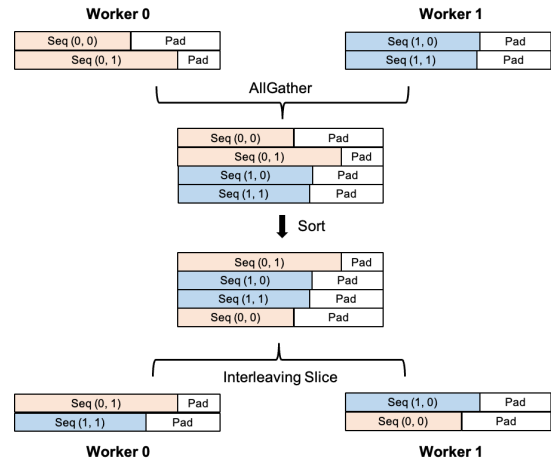 Worker 0 Worker 1
Seq (0, 0) Pad Seq (1, 0) Pad
Seq (0, 1) Pad Seq (1, 1) Pad
AllGather
Seq (0, 0) Pad
Seq (0, 1) Pad
Seq (1, 0) Pad
Seq (1, 1) Pad
Sort
Seq (0, 1) Pad
Seq (1, 0) Pad
Seq (1, 1) Pad
Seq (0, 0) Pad
Interleaving Slice
Seq (0, 1) Pad Seq (1, 0) Pad
Seq (1, 1) Pad Seq (0, 0) Pad
Worker 0 Worker 1